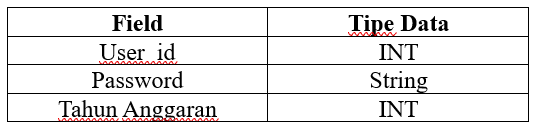 Field Tipe Data
User_id INT
Password String
Tahun Anggaran INT